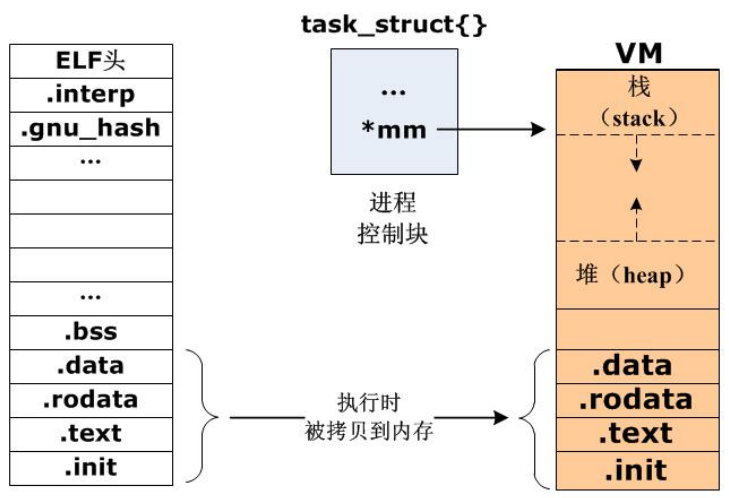 ELF头
.interp
.gnu_hash
...
...
.bss
.data
.rodata
.text
.init
task_struct{}
...
*mm
进程
控制块
执行时
被拷贝到内存
VM
栈
（stack）
堆（heap）
.data
.rodata
.text
.init